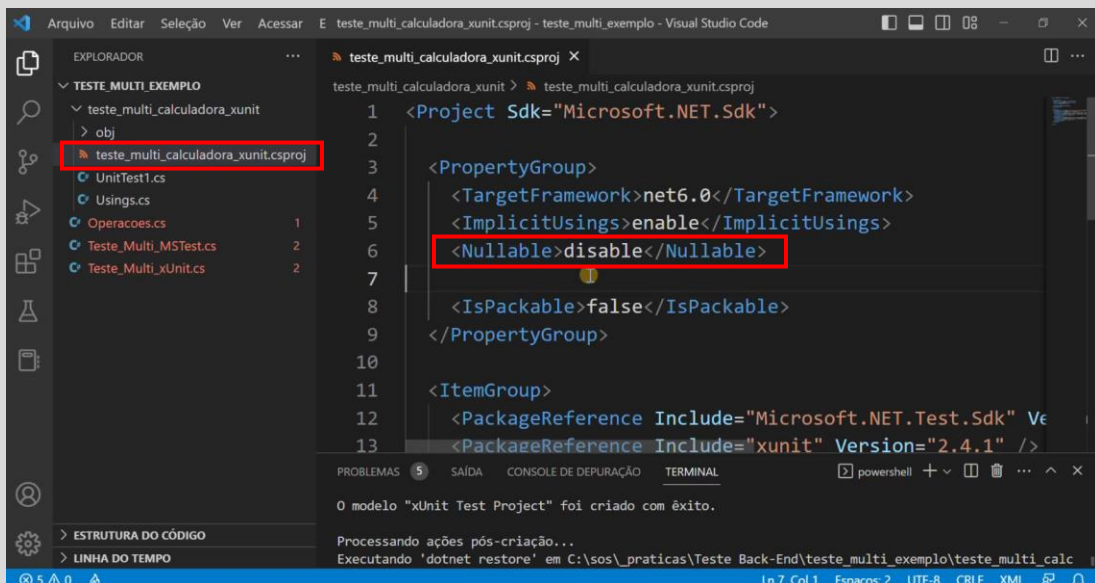 Arquivo Editar Seleção Ver Acessar E teste_multi_calculadora_xunit.csproj - teste_multi_exemplo - Visual Studio Code
EXPLORADOR ...
TESTE_MULTI_EXEMPLO
teste_multi_calculadora_xunit
obj
teste_multi_calculadora_xunit.csproj
UnitTest1.cs
Usings.cs
Operacoes.cs 1
Teste_Multi_MSTest.cs 2
Teste_Multi_xUnit.cs 2
ESTRUTURA DO CÓDIGO
LINHA DO TEMPO
teste_multi_calculadora_xunit.csproj
teste_multi_calculadora_xunit > teste_multi_calculadora_xunit.csproj
1 <Project Sdk="Microsoft.NET.Sdk">
2
3 <PropertyGroup>
4 <TargetFramework>net6.0</TargetFramework>
5 <ImplicitUsings>enable</ImplicitUsings>
6 <Nullable>disable</Nullable>
7
8 <IsPackable>false</IsPackable>
9 </PropertyGroup>
10
11 <ItemGroup>
12 <PackageReference Include="Microsoft.NET.Test.Sdk" Ve
13 <PackageReference Include="xunit" Version="2.4.1" />
PROBLEMAS 5 SAÍDA CONSOLE DE DEPURAÇÃO TERMINAL powershell
O modelo "xUnit Test Project" foi criado com êxito.
Processando ações pós-criação...
Executando 'dotnet restore' em C:\sos\_praticas\Teste Back-End\teste_multi_exemplo\teste_multi_calc
5 0 Ln 7, Col 1 Espaços: 2 UTF-8 CRLF XML